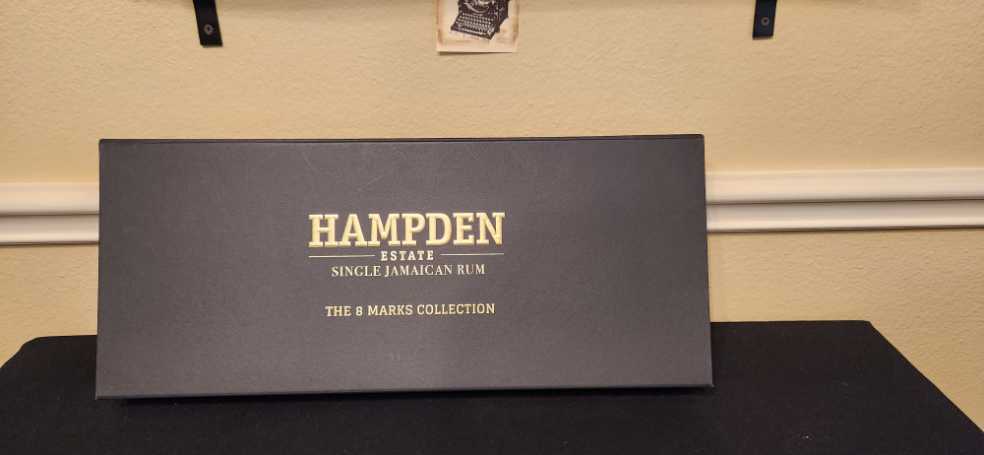 HAMPDEN
ESTATE
SINGLE JAMAICAN RUM
THE 8 MARKS COLLECTION